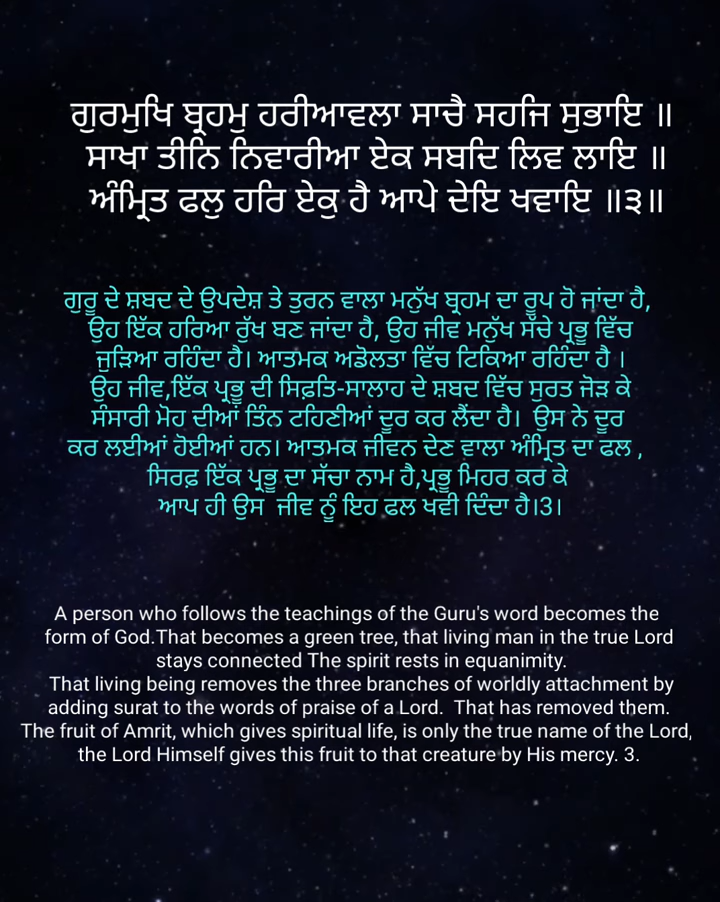 ਗੁਰਮੁਖਿ ਬ੍ਰਹਮੁ ਹਰੀਆਵਲਾ ਸਾਚੈ ਸਹਜਿ ਸੁਭਾਇ ॥
ਸਾਖਾ ਤੀਨਿ ਨਿਵਾਰੀਆ ਏਕ ਸਬਦਿ ਲਿਵ ਲਾਇ ॥
ਅੰਮ੍ਰਿਤ ਫਲੁ ਹਰਿ ਏਕੁ ਹੈ ਆਪੇ ਦੇਇ ਖਵਾਇ ॥੩॥
ਗੁਰੂ ਦੇ ਸ਼ਬਦ ਦੇ ਉਪਦੇਸ਼ ਤੇ ਤੁਰਨ ਵਾਲਾ ਮਨੁੱਖ ਬ੍ਰਹਮ ਦਾ ਰੂਪ ਹੋ ਜਾਂਦਾ ਹੈ,
ਉਹ ਇੱਕ ਹਰਿਆ ਰੁੱਖ ਬਣ ਜਾਂਦਾ ਹੈ, ਉਹ ਜੀਵ ਮਨੁੱਖ ਸੱਚੇ ਪ੍ਰਭੂ ਵਿੱਚ
ਜੁੜਿਆ ਰਹਿੰਦਾ ਹੈ। ਆਤਮਕ ਅਡੋਲਤਾ ਵਿੱਚ ਟਿਕਿਆ ਰਹਿੰਦਾ ਹੈ ।
ਉਹ ਜੀਵ,ਇੱਕ ਪ੍ਰਭੂ ਦੀ ਸਿਫ਼ਤਿ-ਸਾਲਾਹ ਦੇ ਸ਼ਬਦ ਵਿੱਚ ਸੁਰਤ ਜੋੜ ਕੇ
ਸੰਸਾਰੀ ਮੋਹ ਦੀਆਂ ਤਿੰਨ ਟਹਿਣੀਆਂ ਦੂਰ ਕਰ ਲੈਂਦਾ ਹੈ। ਉਸ ਨੇ ਦੂਰ
ਕਰ ਲਈਆਂ ਹੋਈਆਂ ਹਨ। ਆਤਮਕ ਜੀਵਨ ਦੇਣ ਵਾਲਾ ਅੰਮ੍ਰਿਤ ਦਾ ਫਲ ,
ਸਿਰਫ਼ ਇੱਕ ਪ੍ਰਭੂ ਦਾ ਸੱਚਾ ਨਾਮ ਹੈ,ਪ੍ਰਭੂ ਮਿਹਰ ਕਰ ਕੇ
ਆਪ ਹੀ ਉਸ ਜੀਵ ਨੂੰ ਇਹ ਫਲ ਖਵੀ ਦਿੰਦਾ ਹੈ।3।
A person who follows the teachings of the Guru's word becomes the
form of God.That becomes a green tree, that living man in the true Lord
stays connected The spirit rests in equanimity.
That living being removes the three branches of worldly attachment by
adding surat to the words of praise of a Lord. That has removed them.
The fruit of Amrit, which gives spiritual life, is only the true name of the Lord,
the Lord Himself gives this fruit to that creature by His mercy. 3.